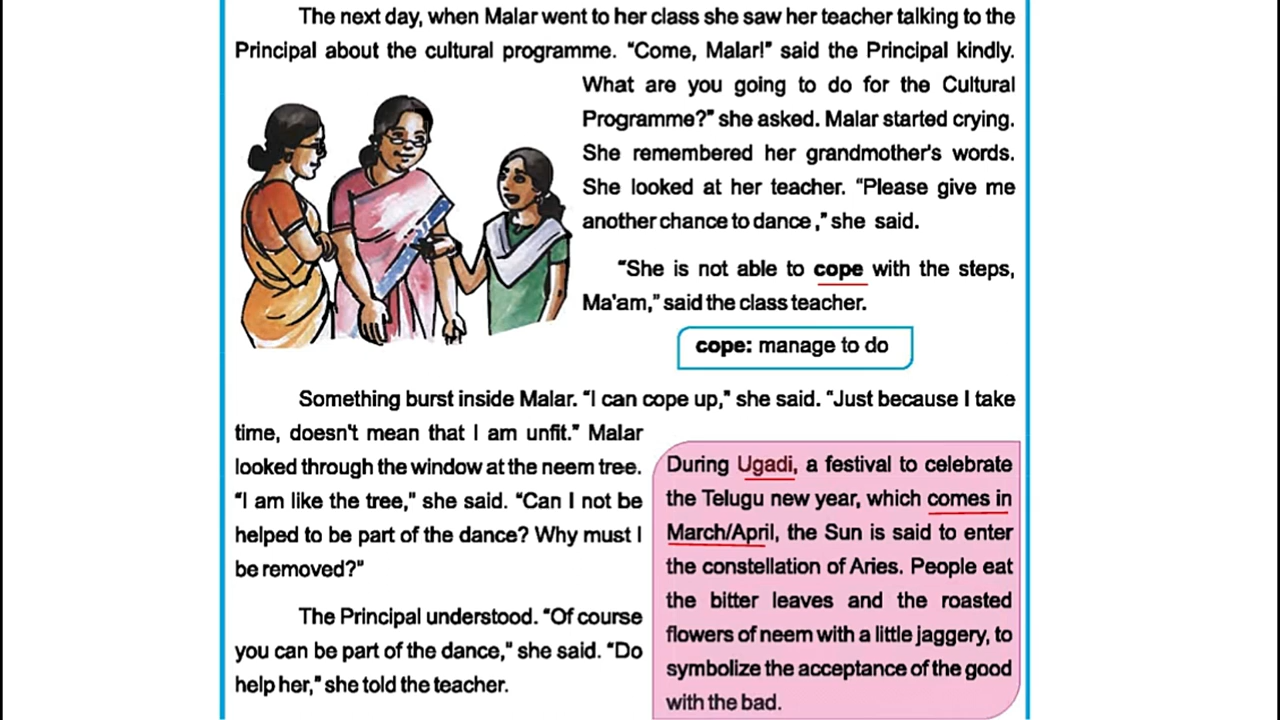 The next day, when Malar went to her class she saw her teacher talking to the
Principal about the cultural programme. "Come, Malar!" said the Principal kindly.
What are you going to do for the Cultural
Programme?" she asked. Malar started crying.
She remembered her grandmother's words.
She looked at her teacher. "Please give me
another chance to dance ," she said.
"She is not able to cope with the steps,
Ma'am," said the class teacher.
cope: manage to do
Something burst inside Malar. "I can cope up," she said. "Just because I take
time, doesn't mean that I am unfit." Malar
looked through the window at the neem tree.
"I am like the tree," she said. "Can I not be
helped to be part of the dance? Why must I
be removed?"
The Principal understood. "Of course
you can be part of the dance," she said. "Do
help her," she told the teacher.
During Ugadi, a festival to celebrate
the Telugu new year, which comes in
March/April, the Sun is said to enter
the constellation of Aries. People eat
the bitter leaves and the roasted
flowers of neem with a little jaggery, to
symbolize the acceptance of the good
with the bad.